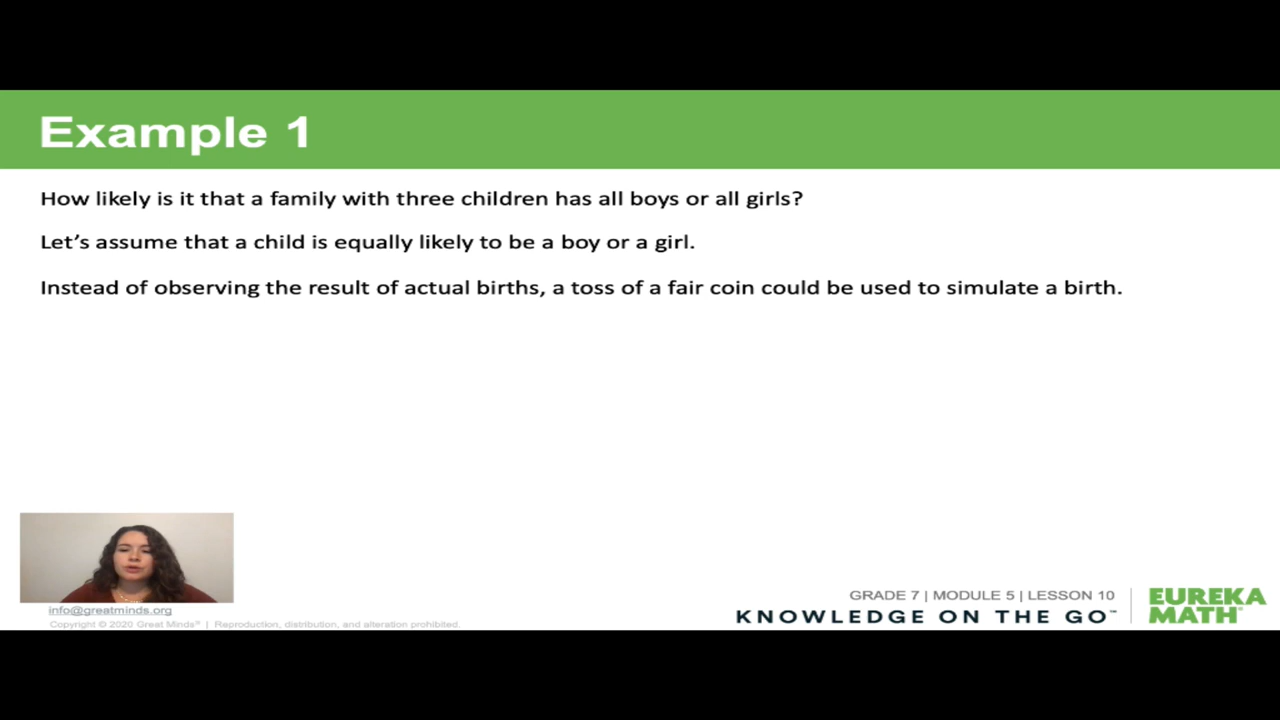 Example 1
How likely is it that a family with three children has all boys or all girls?
Let’s assume that a child is equally likely to be a boy or a girl.
Instead of observing the result of actual births, a toss of a fair coin could be used to simulate a birth.
info@greatminds.org
Copyright © 2020 Great Minds® | Reproduction, distribution, and alteration prohibited.
GRADE 7 | MODULE 5 | LESSON 10
KNOWLEDGE ON THE GO™
EUREKA
MATH®